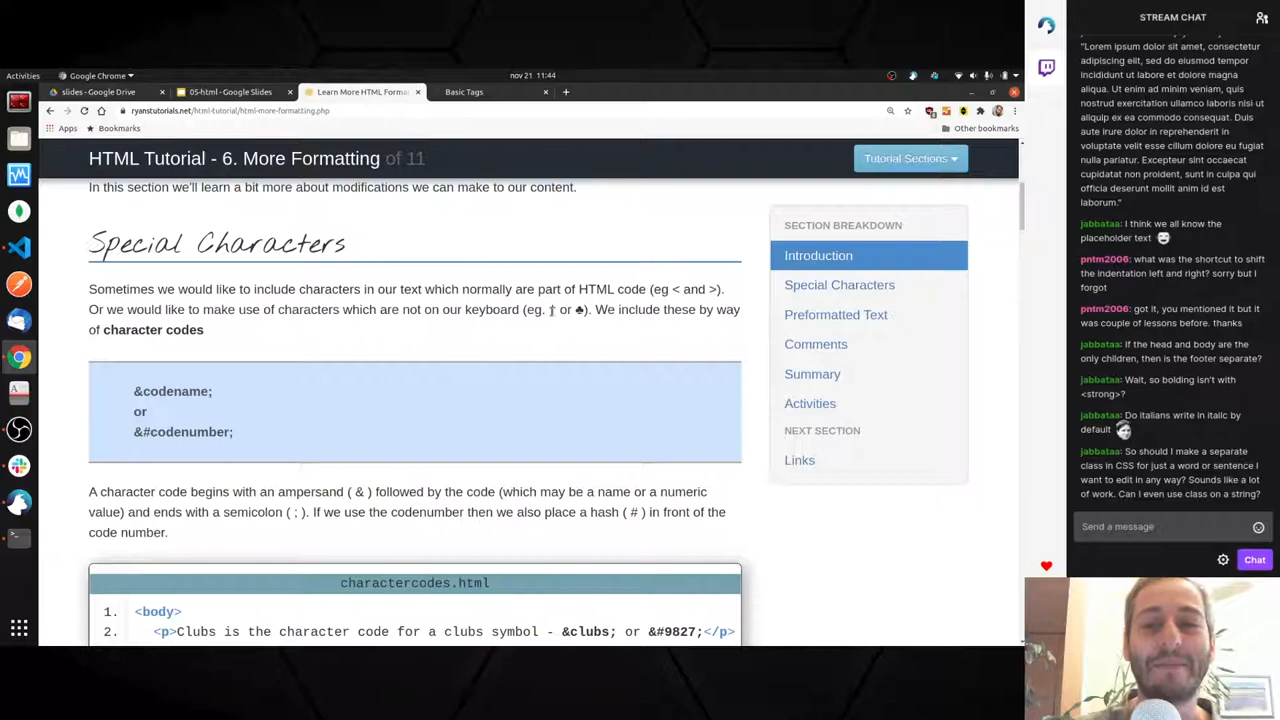 Activities
Google Chrome
nov 21 11:44
slides - Google Drive
05-html - Google Slides
Learn More HTML Forma
Basic Tags
ryanstutorials.net/html-tutorial/html-more-formatting.php
Apps
Bookmarks
Other bookmarks
HTML Tutorial - 6. More Formatting of 11
Tutorial Sections
In this section we'll learn a bit more about modifications we can make to our content.
Special Characters
Sometimes we would like to include characters in our text which normally are part of HTML code (eg < and >).
Or we would like to make use of characters which are not on our keyboard (eg. † or ♣). We include these by way
of character codes
&codename;
or
&#codenumber;
A character code begins with an ampersand ( & ) followed by the code (which may be a name or a numeric
value) and ends with a semicolon ( ; ). If we use the codenumber then we also place a hash ( # ) in front of the
code number.
charactercodes.html
1. <body>
2. <p>Clubs is the character code for a clubs symbol - &clubs; or &#9827;</p>
SECTION BREAKDOWN
Introduction
Special Characters
Preformatted Text
Comments
Summary
Activities
NEXT SECTION
Links
STREAM CHAT
"Lorem ipsum dolor sit amet, consectetur
adipiscing elit, sed do eiusmod tempor
incididunt ut labore et dolore magna
aliqua. Ut enim ad minim veniam, quis
nostrud exercitation ullamco laboris nisi
ut aliquip ex ea commodo consequat.
Duis aute irure dolor in reprehenderit in
voluptate velit esse cillum dolore eu fugiat
nulla pariatur. Excepteur sint occaecat
cupidatat non proident, sunt in culpa qui
officia deserunt mollit anim id est
laborum."
jabbataa: I think we all know the
placeholder text
pntm2006: what was the shortcut to shift
the indentation left and right? sorry but I
forgot
pntm2006: got it, you mentioned it but it
was couple of lessons before. thanks
jabbataa: If the head and body are the
only children, then is the footer separate?
jabbataa: Wait, so bolding isn't with
<strong>?
jabbataa: Do italians write in itailc by
default
jabbataa: So should I make a separate
class in CSS for just a word or sentence I
want to edit in any way? Sounds like a lot
of work. Can I even use class on a string?
Send a message
Chat